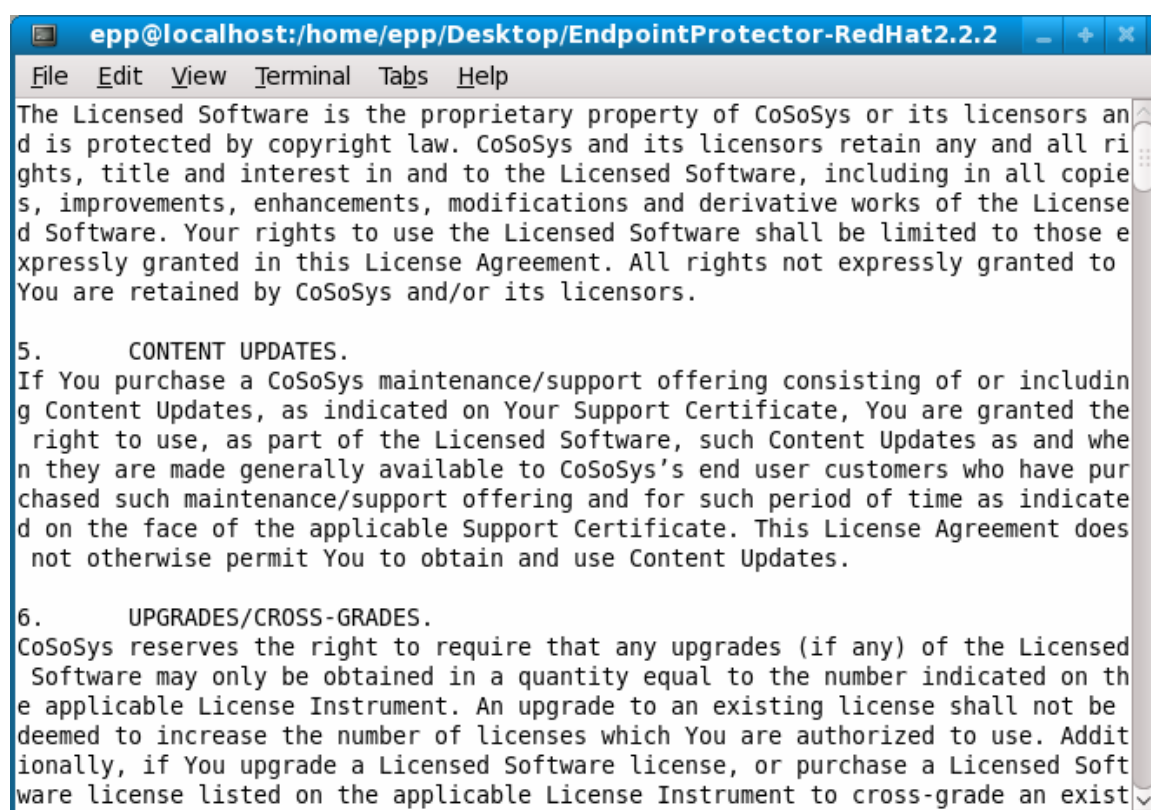 epp@localhost:/home/epp/Desktop/EndpointProtector-RedHat2.2.2
File Edit View Terminal Tabs Help
The Licensed Software is the proprietary property of CoSoSys or its licensors an
d is protected by copyright law. CoSoSys and its licensors retain any and all ri
ghts, title and interest in and to the Licensed Software, including in all copie
s, improvements, enhancements, modifications and derivative works of the License
d Software. Your rights to use the Licensed Software shall be limited to those e
xpressly granted in this License Agreement. All rights not expressly granted to
You are retained by CoSoSys and/or its licensors.
5. CONTENT UPDATES.
If You purchase a CoSoSys maintenance/support offering consisting of or includin
g Content Updates, as indicated on Your Support Certificate, You are granted the
right to use, as part of the Licensed Software, such Content Updates as and whe
n they are made generally available to CoSoSys’s end user customers who have pur
chased such maintenance/support offering and for such period of time as indicate
d on the face of the applicable Support Certificate. This License Agreement does
not otherwise permit You to obtain and use Content Updates.
6. UPGRADES/CROSS-GRADES.
CoSoSys reserves the right to require that any upgrades (if any) of the Licensed
Software may only be obtained in a quantity equal to the number indicated on th
e applicable License Instrument. An upgrade to an existing license shall not be
deemed to increase the number of licenses which You are authorized to use. Addit
ionally, if You upgrade a Licensed Software license, or purchase a Licensed Soft
ware license listed on the applicable License Instrument to cross-grade an exist